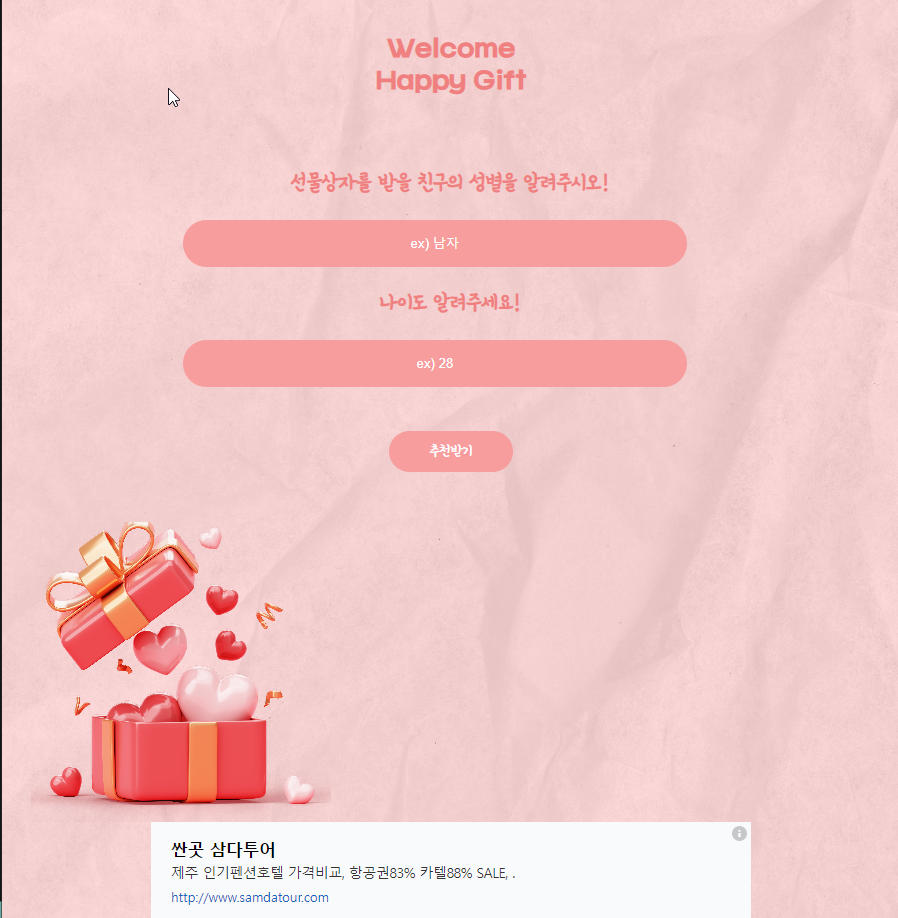 Welcome
Happy Gift
선물상자를 받을 친구의 성별을 알려주시오!
ex) 남자
나이도 알려주세요!
ex) 28
추천받기
싼곳 삼다투어
제주 인기펜션호텔 가격비교, 항공권83% 카텔88% SALE, .
http://www.samdatour.com